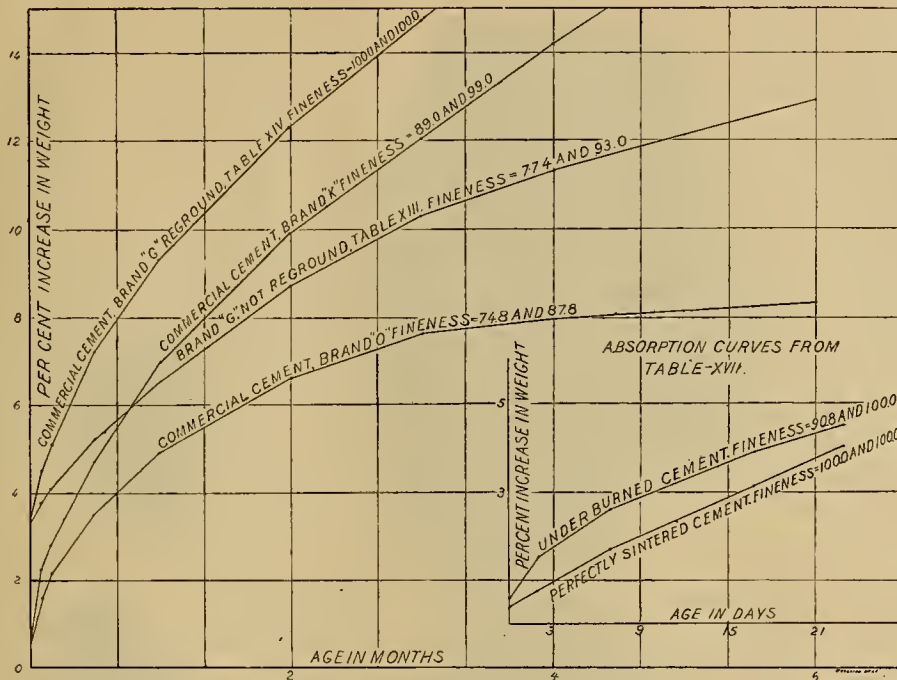 14
12
10
8
6
4
2
0
PER CENT INCREASE IN WEIGHT
COMMERCIAL CEMENT, BRAND "G" REGROUND, TABLE XIV. FINENESS=100.0 AND 100.0
COMMERCIAL CEMENT, BRAND "K" FINENESS = 89.0 AND 99.0
BRAND "G". NOT REGROUND, TABLE XIII. FINENESS = 77.4 AND 93.0
COMMERCIAL CEMENT, BRAND "O" FINENESS=74.8 AND 87.8
ABSORPTION CURVES FROM
TABLE-XVII.
5
3
PERCENT INCREASE IN WEIGHT
UNDER BURNED CEMENT. FINENESS=90.8 AND 100.0
PERFECTLY SINTERED CEMENT. FINENESS=100.0 AND 100.0
AGE IN DAYS
3 9 15 21
AGE IN MONTHS
2 4 6